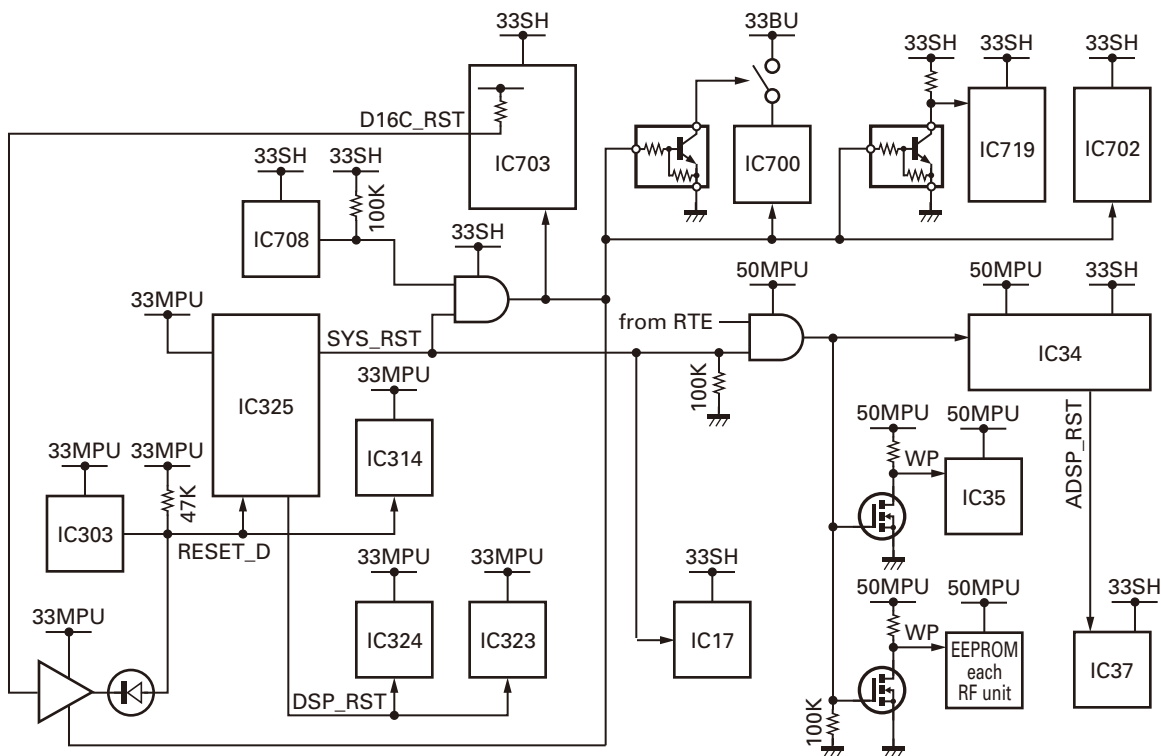 33SH
33BU
33SH
33SH
33SH
D16C_RST
IC703
IC700
IC719
IC702
33SH
33SH
100K
IC708
33SH
33MPU
SYS_RST
50MPU
from RTE
50MPU
33SH
IC34
IC325
100K
33MPU
IC314
33MPU
33MPU
47K
IC303
RESET_D
50MPU
50MPU
WP
IC35
ADSP_RST
33MPU
33MPU
33SH
IC324
IC323
IC17
33MPU
DSP_RST
50MPU
50MPU
WP
EEPROM
each
RF unit
100K
33SH
IC37